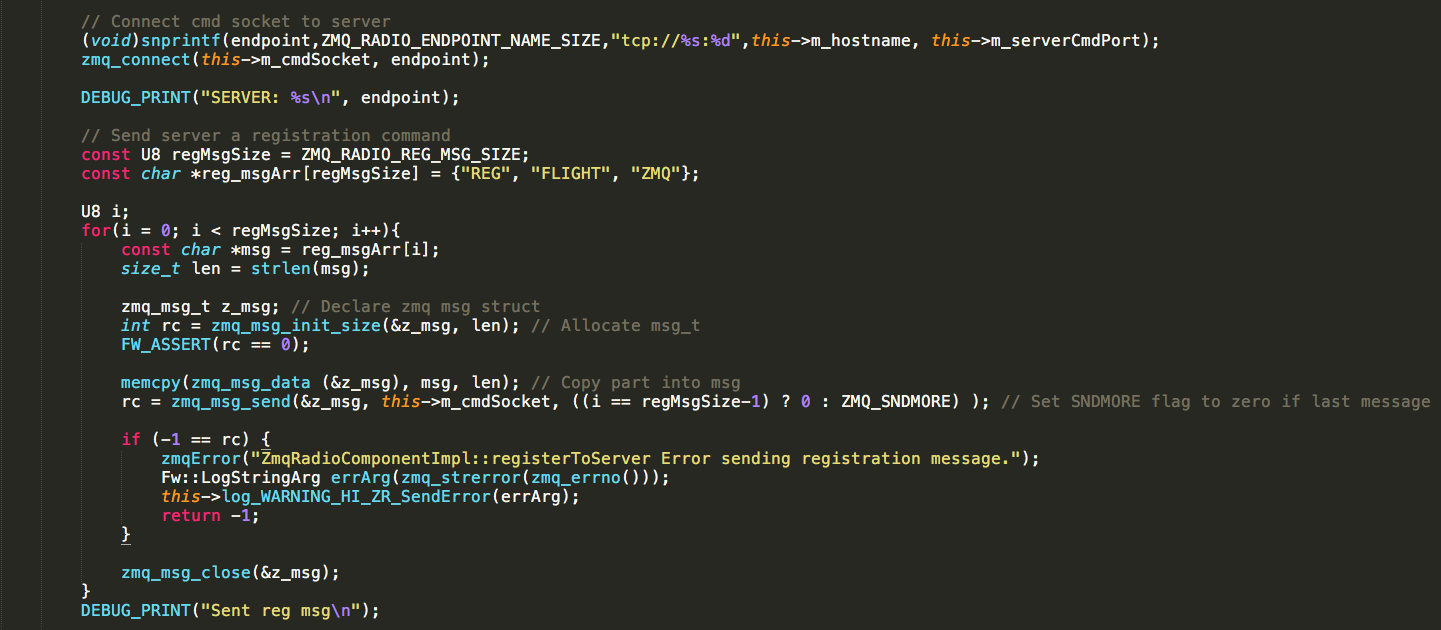 // Connect cmd socket to server
(void)snprintf(endpoint,ZMQ_RADIO_ENDPOINT_NAME_SIZE,"tcp://%s:%d",this->m_hostname, this->m_serverCmdPort);
zmq_connect(this->m_cmdSocket, endpoint);
DEBUG_PRINT("SERVER: %s\n", endpoint);
// Send server a registration command
const U8 regMsgSize = ZMQ_RADIO_REG_MSG_SIZE;
const char *reg_msgArr[regMsgSize] = {"REG", "FLIGHT", "ZMQ"};
U8 i;
for(i = 0; i < regMsgSize; i++){
const char *msg = reg_msgArr[i];
size_t len = strlen(msg);
zmq_msg_t z_msg; // Declare zmq msg struct
int rc = zmq_msg_init_size(&z_msg, len); // Allocate msg_t
FW_ASSERT(rc == 0);
memcpy(zmq_msg_data (&z_msg), msg, len); // Copy part into msg
rc = zmq_msg_send(&z_msg, this->m_cmdSocket, ((i == regMsgSize-1) ? 0 : ZMQ_SNDMORE) ); // Set SNDMORE flag to zero if last message
if (-1 == rc) {
zmqError("ZmqRadioComponentImpl::registerToServer Error sending registration message.");
Fw::LogStringArg errArg(zmq_strerror(zmq_errno()));
this->log_WARNING_HI_ZR_SendError(errArg);
return -1;
}
zmq_msg_close(&z_msg);
}
DEBUG_PRINT("Sent reg msg\n");